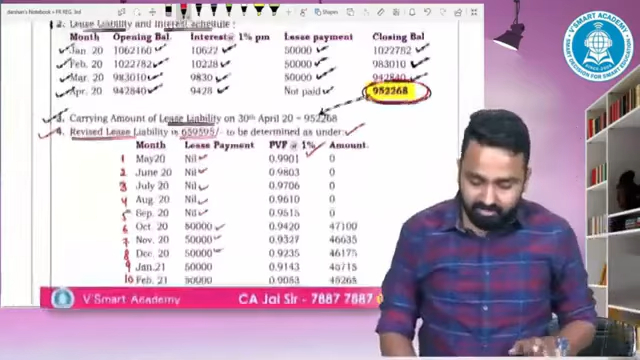 2. Lease Liability and Interest Schedule :
Month Opening Bal. Interest @ 1% pm Lease payment Closing Bal
Jan. 20 1062160 10622 50000 1022782
Feb. 20 1022782 10228 50000 983010
Mar. 20 983010 9830 50000 942840
Apr. 20 942840 9428 Not paid 952268
3. Carrying Amount of Lease Liability on 30th April 20 = 952268
4. Revised Lease Liability is 659595/- to be determined as under:
Month Lease Payment PVF @ 1% Amount.
1 May20 Nil 0.9901 0
2 June 20 Nil 0.9803 0
3 July 20 Nil 0.9706 0
4 Aug. 20 Nil 0.9610 0
5 Sep. 20 Nil 0.9515 0
6 Oct. 20 50000 0.9420 47100
7 Nov. 20 50000 0.9327 46635
8 Dec. 20 50000 0.9235 46175
9 Jan. 21 50000 0.9143 45715
10 Feb. 21 50000 0.9053 45265
V'Smart Academy CA Jai Sir - 7887 7887
V'SMART ACADEMY